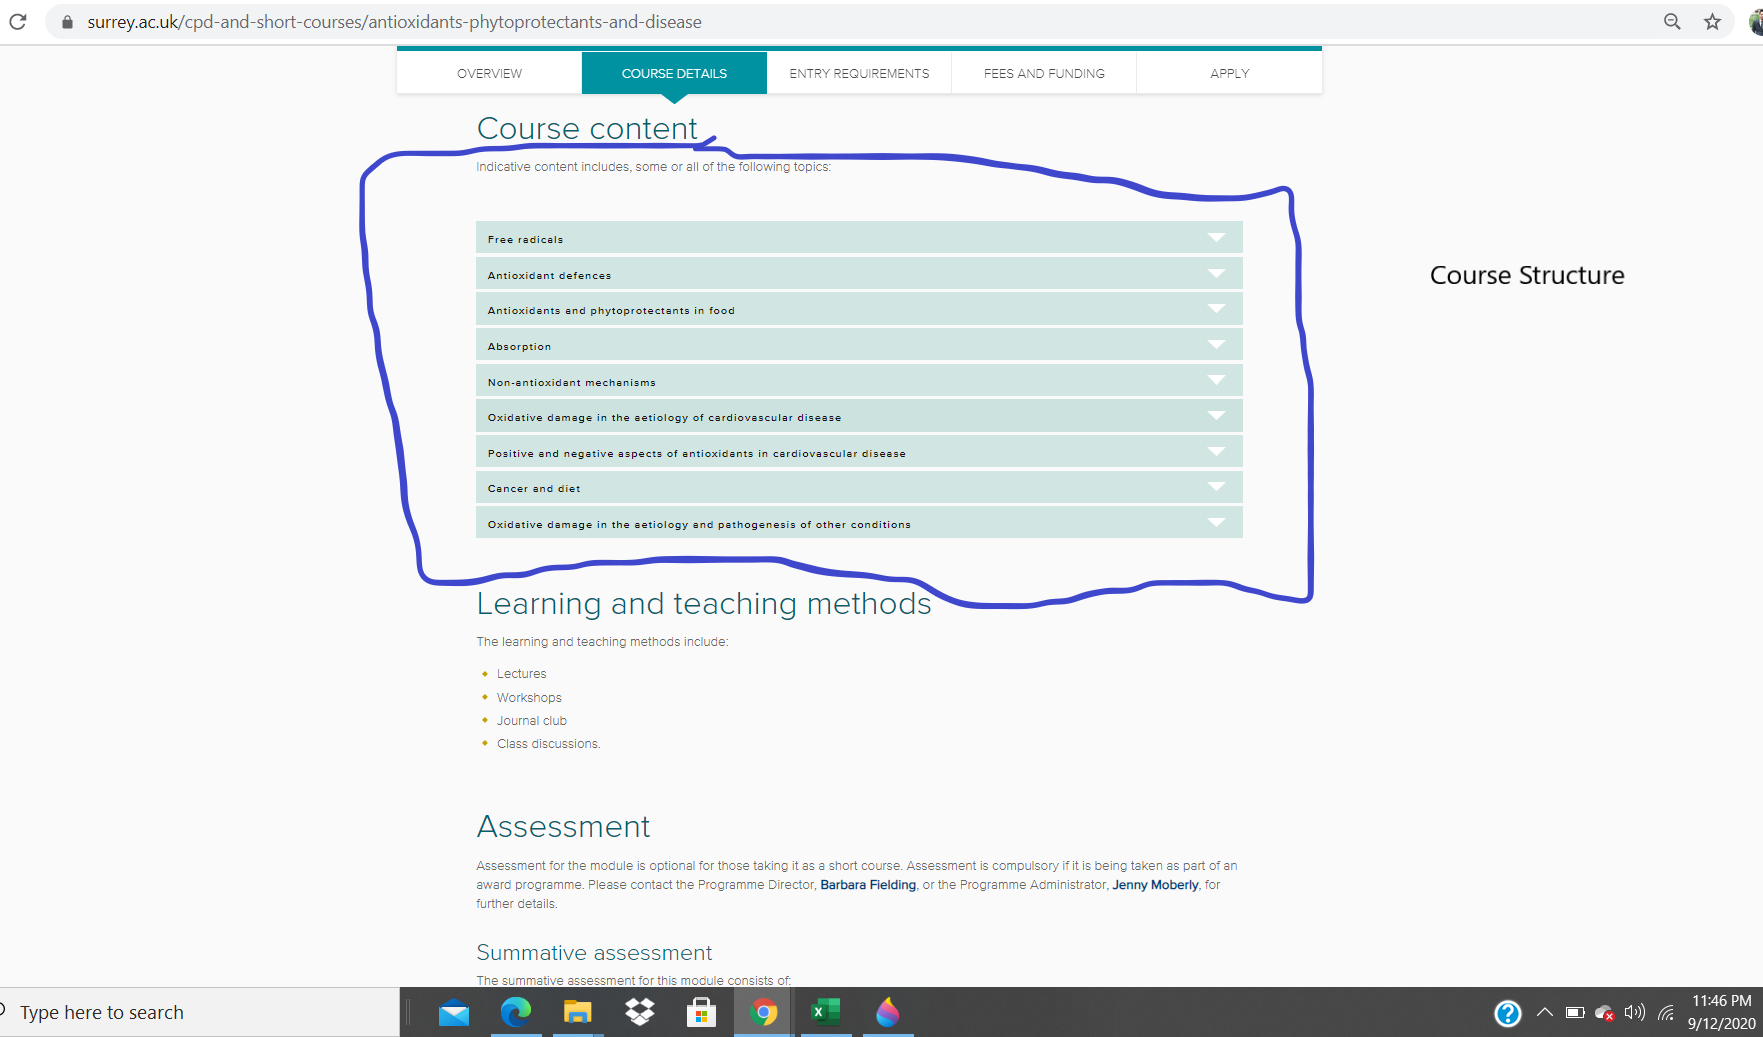 surrey.ac.uk/cpd-and-short-courses/antioxidants-phytoprotectants-and-disease
OVERVIEW
COURSE DETAILS
ENTRY REQUIREMENTS
FEES AND FUNDING
APPLY
Course content
Indicative content includes, some or all of the following topics:
Free radicals
Antioxidant defences
Antioxidants and phytoprotectants in food
Absorption
Non-antioxidant mechanisms
Oxidative damage in the aetiology of cardiovascular disease
Positive and negative aspects of antioxidants in cardiovascular disease
Cancer and diet
Oxidative damage in the aetiology and pathogenesis of other conditions
Course Structure
Learning and teaching methods
The learning and teaching methods include:
Lectures
Workshops
Journal club
Class discussions.
Assessment
Assessment for the module is optional for those taking it as a short course. Assessment is compulsory if it is being taken as part of an
award programme. Please contact the Programme Director, Barbara Fielding, or the Programme Administrator, Jenny Moberly, for
further details.
Summative assessment
The summative assessment for this module consists of:
Type here to search
11:46 PM
9/12/2020